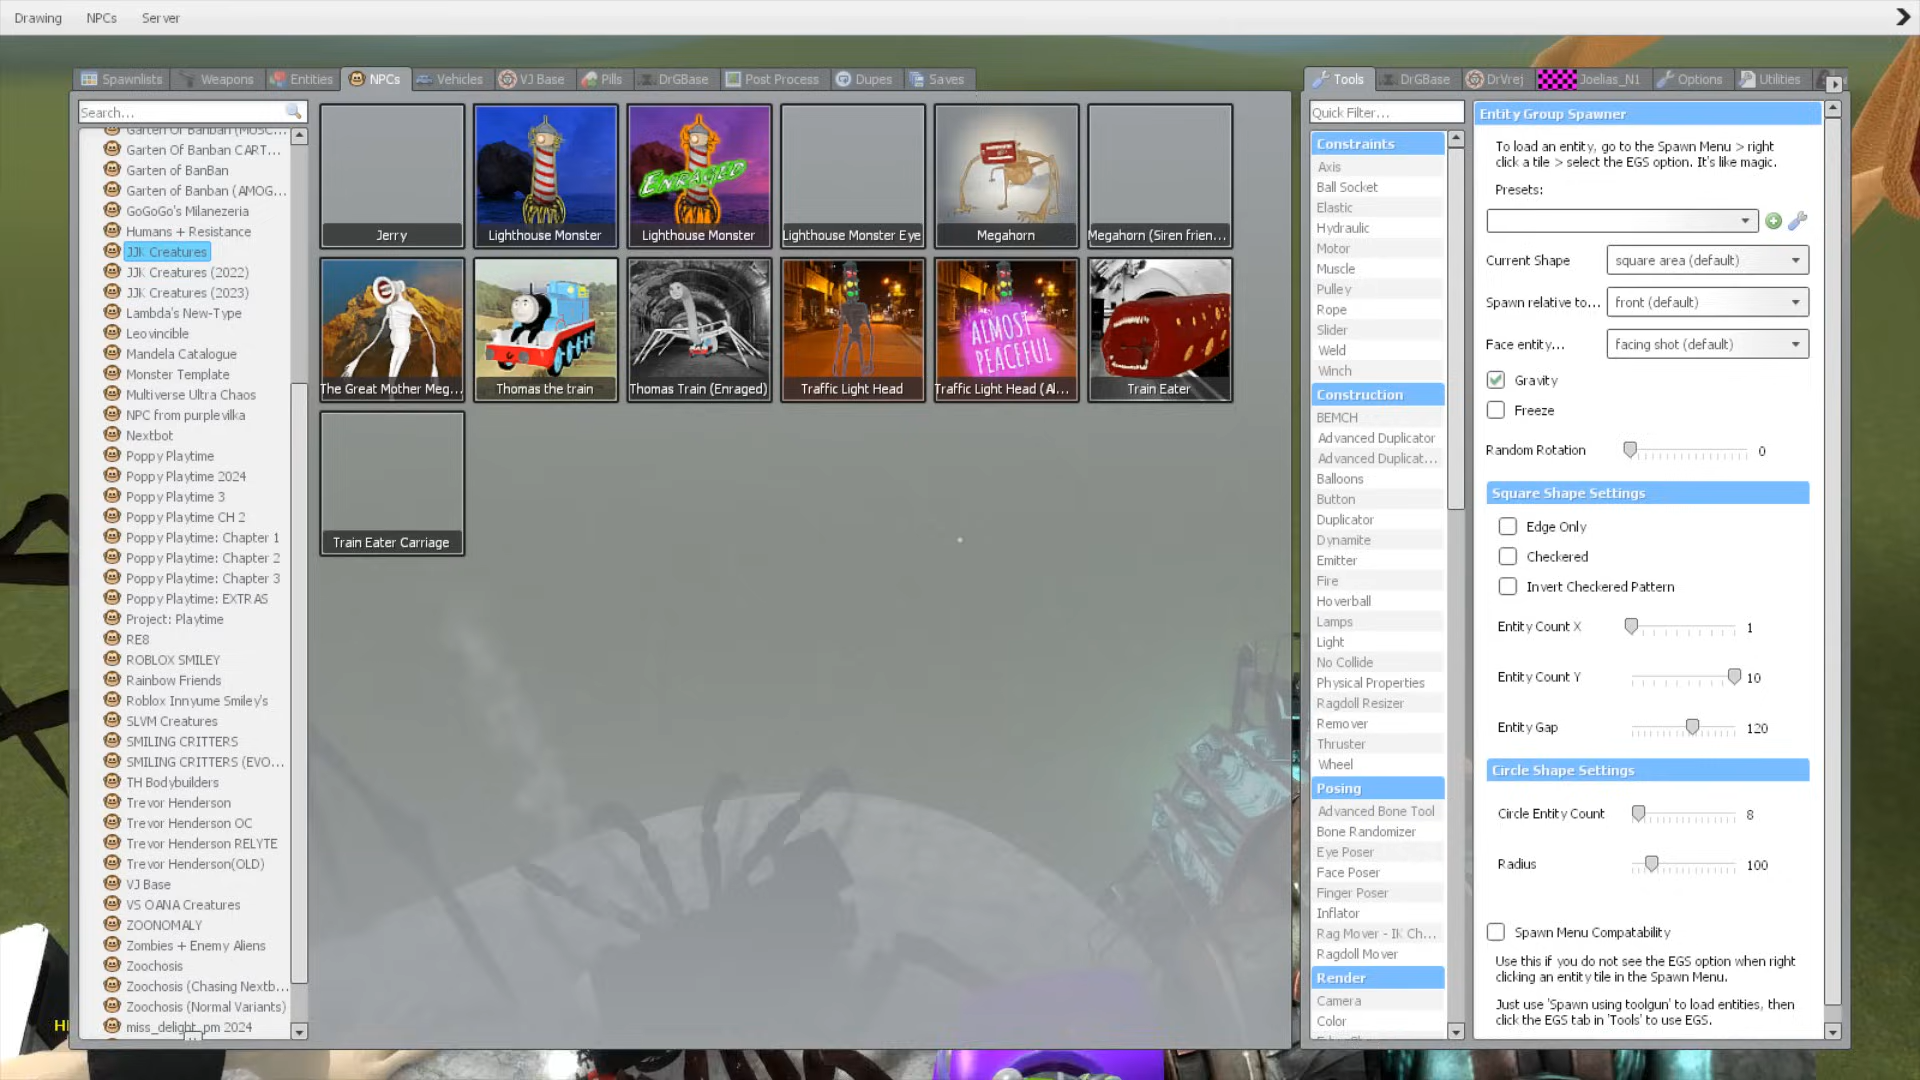 Drawing NPCs Server
Spawnlists Weapons Entities NPCs Vehicles VJ Base Pills DrGBase Post Process Dupes Saves
Search...
Garten Of BanBan CART...
Garten of BanBan
Garten of Banban ( AMOG...
GoGoGo's Milanezeria
Humans + Resistance
JJK Creatures
JJK Creatures (2022)
JJK Creatures (2023)
Lambda's New-Type
Leovincible
Mandela Catalogue
Monster Template
Multiverse Ultra Chaos
NPC from purplevilka
Nextbot
Poppy Playtime
Poppy Playtime 2024
Poppy Playtime 3
Poppy Playtime CH 2
Poppy Playtime: Chapter 1
Poppy Playtime: Chapter 2
Poppy Playtime: Chapter 3
Poppy Playtime: EXTRAS
Project: Playtime
RE8
ROBLOX SMILEY
Rainbow Friends
Roblox Innyume Smiley's
SLVM Creatures
SMILING CRITTERS
SMILING CRITTERS (EVO...
TH Bodybuilders
Trevor Henderson
Trevor Henderson OC
Trevor Henderson RELYTE
Trevor Henderson(OLD)
VJ Base
VS OANA Creatures
ZOONOMALY
Zombies + Enemy Aliens
Zoochosis
Zoochosis (Chasing Nextb...
Zoochosis (Normal Variants)
miss_delight_pm 2024
Jerry
Lighthouse Monster
ENRAGED
Lighthouse Monster
Lighthouse Monster Eye
Megahorn
Megahorn (Siren frien...
The Great Mother Meg...
Thomas the train
Thomas Train (Enraged)
Traffic Light Head
ALMOST
PEACEFUL
Traffic Light Head (Al...
Train Eater
Train Eater Carriage
Tools DrGBase DrVrej Joelias_N1 Options Utilities
Quick Filter...
Constraints
Axis
Ball Socket
Elastic
Hydraulic
Motor
Muscle
Pulley
Rope
Slider
Weld
Winch
Construction
BEMCH
Advanced Duplicator
Advanced Duplicat...
Balloons
Button
Duplicator
Dynamite
Emitter
Fire
Hoverball
Lamps
Light
No Collide
Physical Properties
Ragdoll Resizer
Remover
Thruster
Wheel
Posing
Advanced Bone Tool
Bone Randomizer
Eye Poser
Face Poser
Finger Poser
Inflator
Rag Mover - IK Ch...
Ragdoll Mover
Render
Camera
Color
Entity Group Spawner
To load an entity, go to the Spawn Menu > right
click a tile > select the EGS option. It's like magic.
Presets:
Current Shape square area (default)
Spawn relative to... front (default)
Face entity... facing shot (default)
Gravity
Freeze
Random Rotation 0
Square Shape Settings
Edge Only
Checkered
Invert Checkered Pattern
Entity Count X 1
Entity Count Y 10
Entity Gap 120
Circle Shape Settings
Circle Entity Count 8
Radius 100
Spawn Menu Compatability
Use this if you do not see the EGS option when right
clicking an entity tile in the Spawn Menu.
Just use 'Spawn using toolgun' to load entities, then
click the EGS tab in 'Tools' to use EGS.